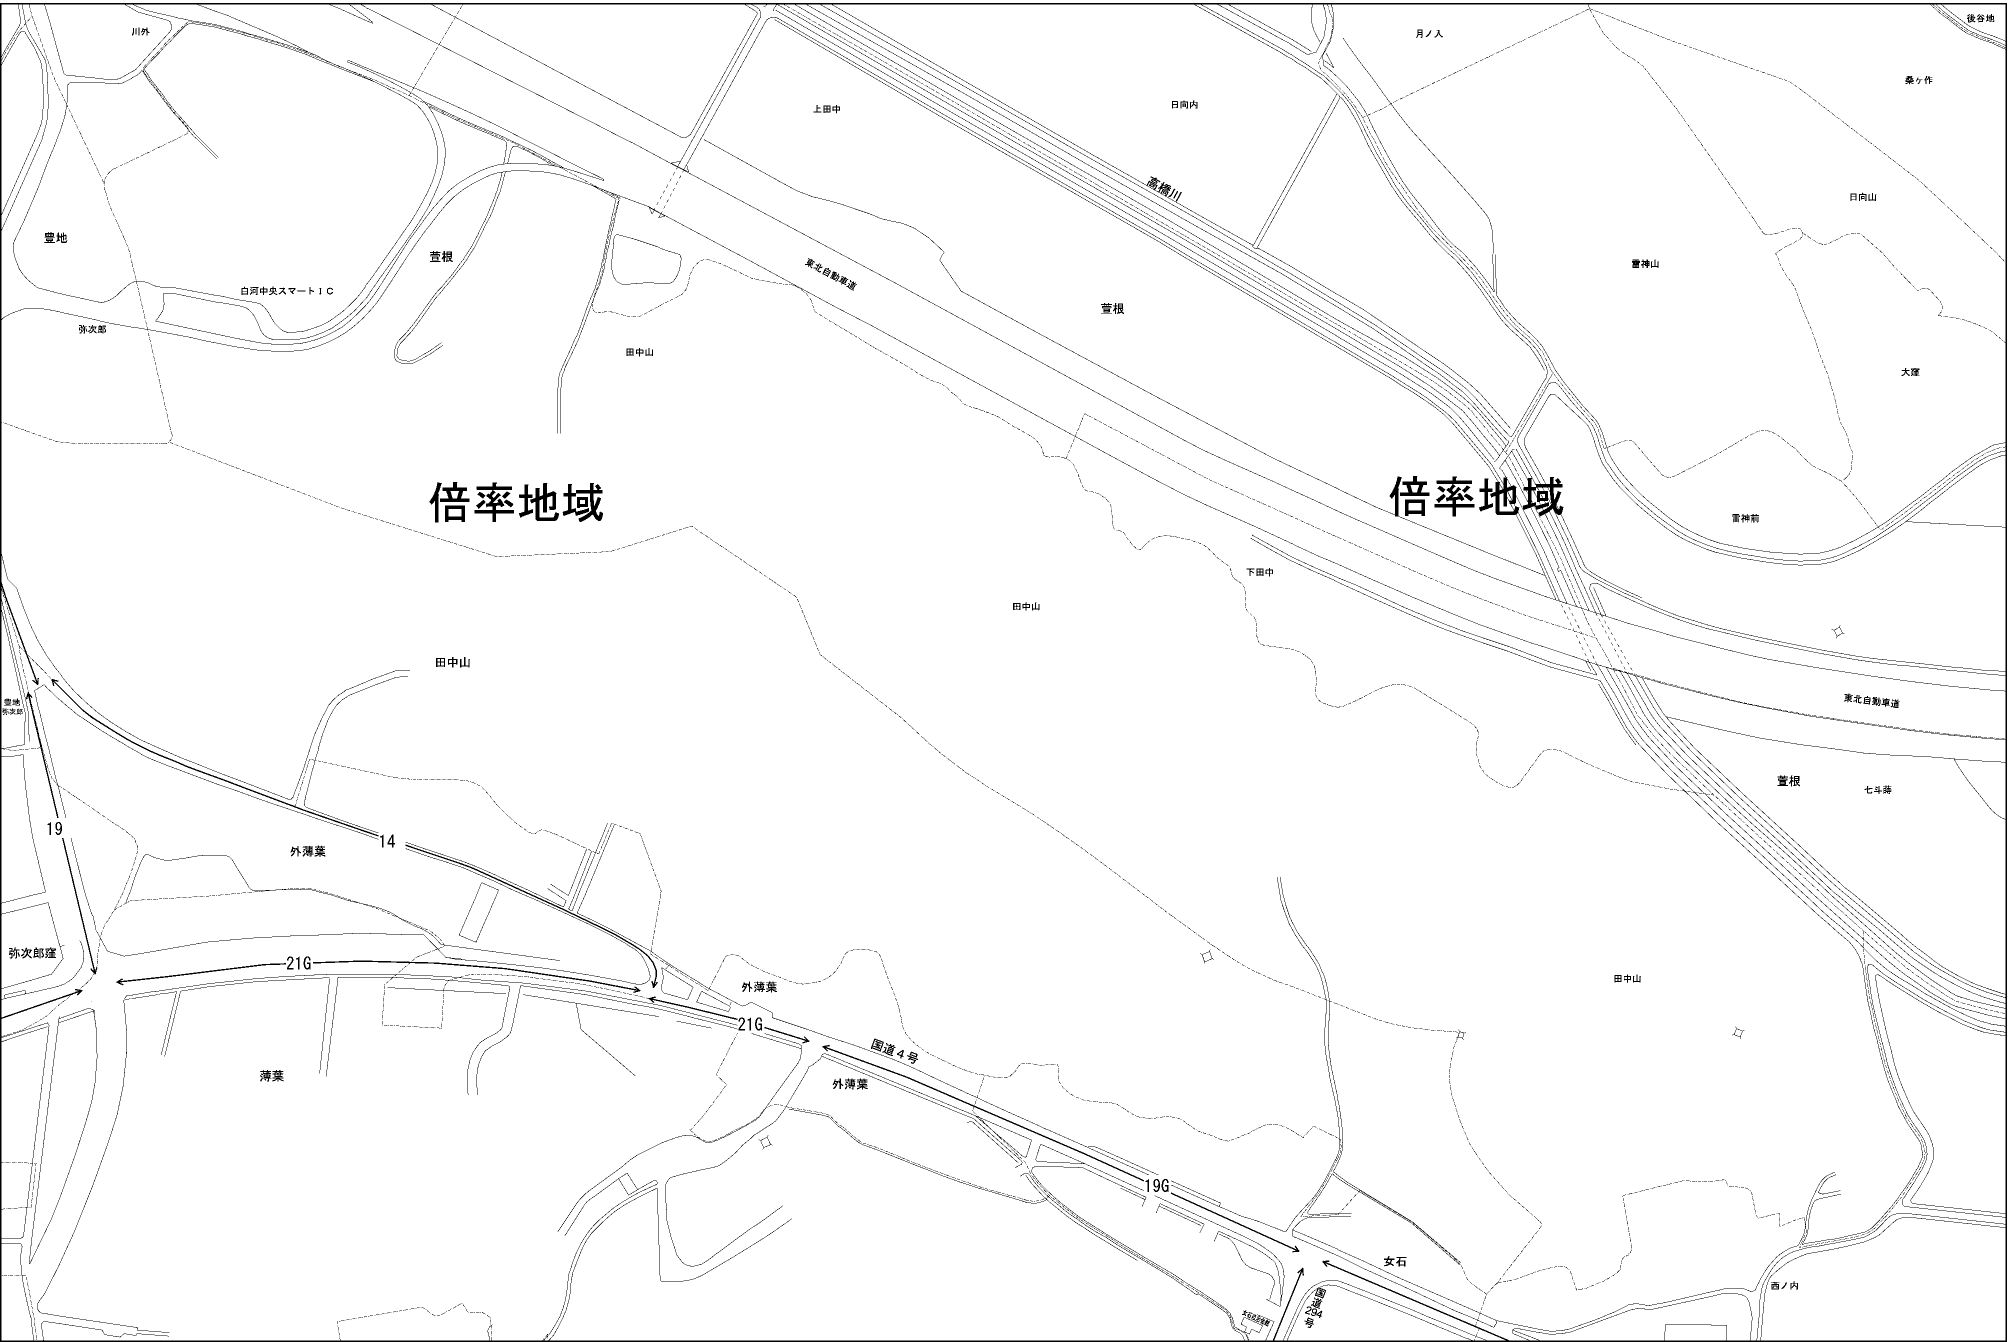 川外
月ノ入
後谷地
桑ヶ作
上田中
日向内
高橋川
日向山
豊地
萱根
東北自動車道
雷神山
白河中央スマートＩＣ
萱根
弥次郎
田中山
大窪
倍率地域
倍率地域
雷神前
下田中
田中山
田中山
豊地
弥次郎
東北自動車道
萱根
七斗蒔
19
14
外薄葉
弥次郎窪
21G
外薄葉
田中山
21G
国道４号
薄葉
外薄葉
19G
女石
西ノ内
国道294号